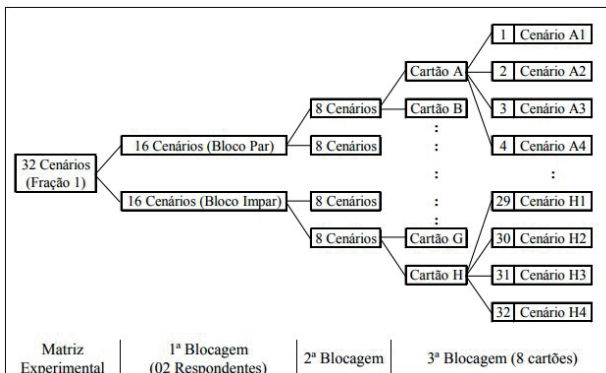 1 Cenário A1
Cartão A
2 Cenário A2
8 Cenários
Cartão B
3 Cenário A3
:
16 Cenários (Bloco Par)
8 Cenários
:
4 Cenário A4
32 Cenários
(Fração 1)
:
:
16 Cenários (Bloco Impar)
8 Cenários
:
29 Cenário H1
:
8 Cenários
Cartão G
30 Cenário H2
Cartão H
31 Cenário H3
32 Cenário H4
Matriz
Experimental
1ª Blocagem
(02 Respondentes)
2ª Blocagem
3ª Blocagem (8 cartões)